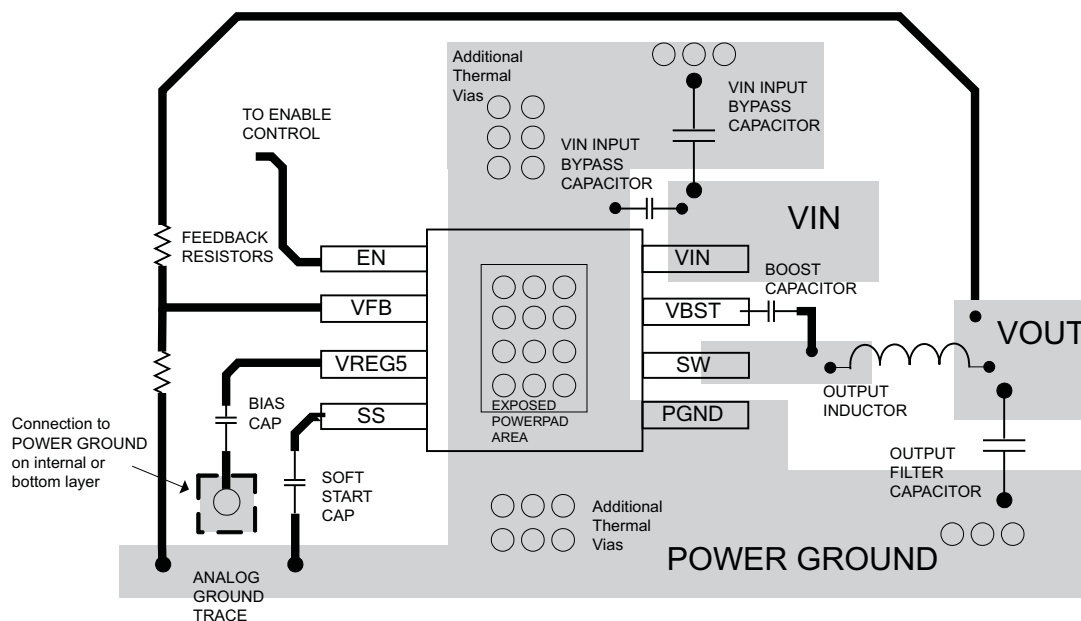 Additional
Thermal
Vias
VIN INPUT
BYPASS
CAPACITOR
TO ENABLE
CONTROL
VIN INPUT
BYPASS
CAPACITOR
VIN
FEEDBACK
RESISTORS
EN
VIN
BOOST
CAPACITOR
VFB
VBST
VOUT
VREG5
SW
OUTPUT
INDUCTOR
BIAS
CAP
SS
EXPOSED
POWERPAD
AREA
PGND
Connection to
POWER GROUND
on internal or
bottom layer
SOFT
START
CAP
OUTPUT
FILTER
CAPACITOR
Additional
Thermal
Vias
POWER GROUND
ANALOG
GROUND
TRACE